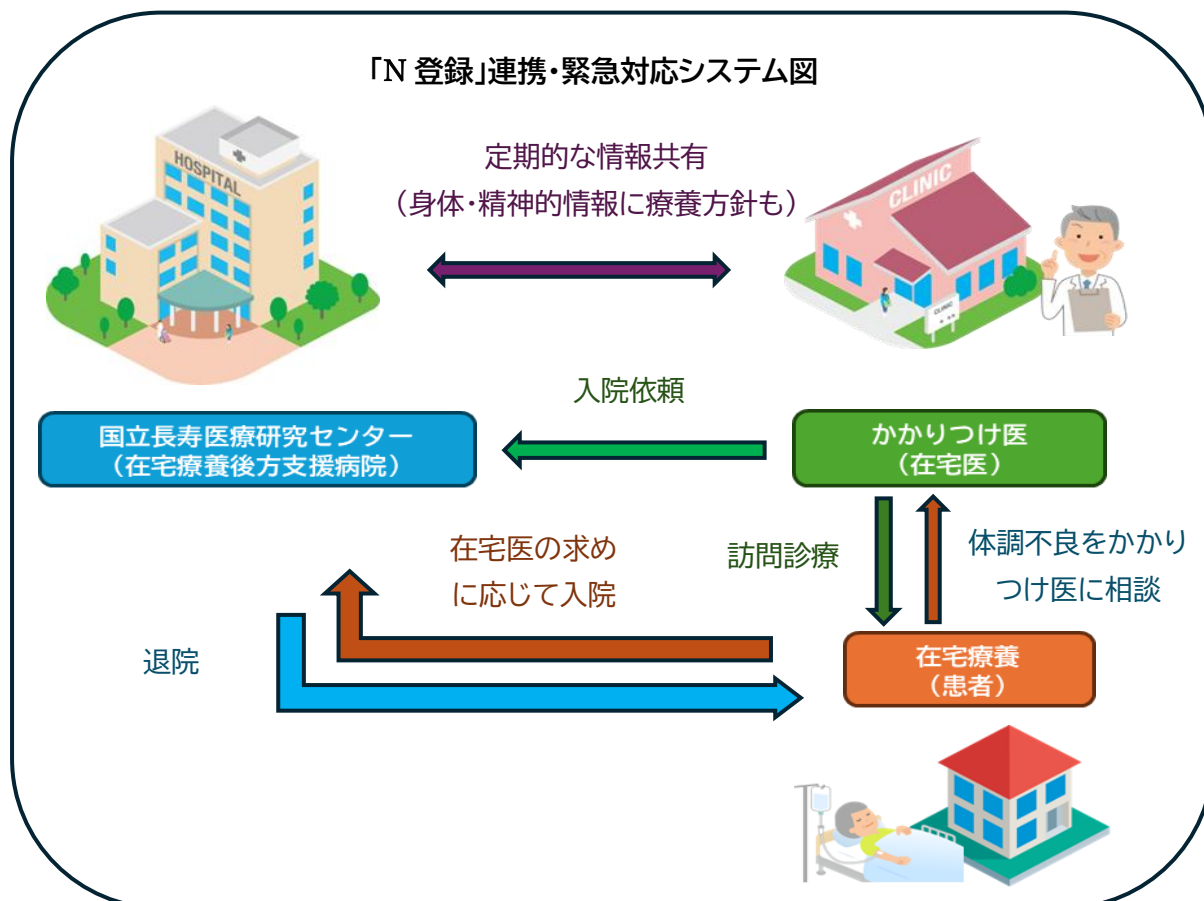 「N 登録」連携・緊急対応システム図
HOSPITAL
定期的な情報共有
（身体・精神的情報に療養方針も）
CLINIC
CLINIC
入院依頼
国立長寿医療研究センター
（在宅療養後方支援病院）
かかりつけ医
（在宅医）
在宅医の求め
に応じて入院
訪問診療
体調不良をかかり
つけ医に相談
退院
在宅療養
（患者）